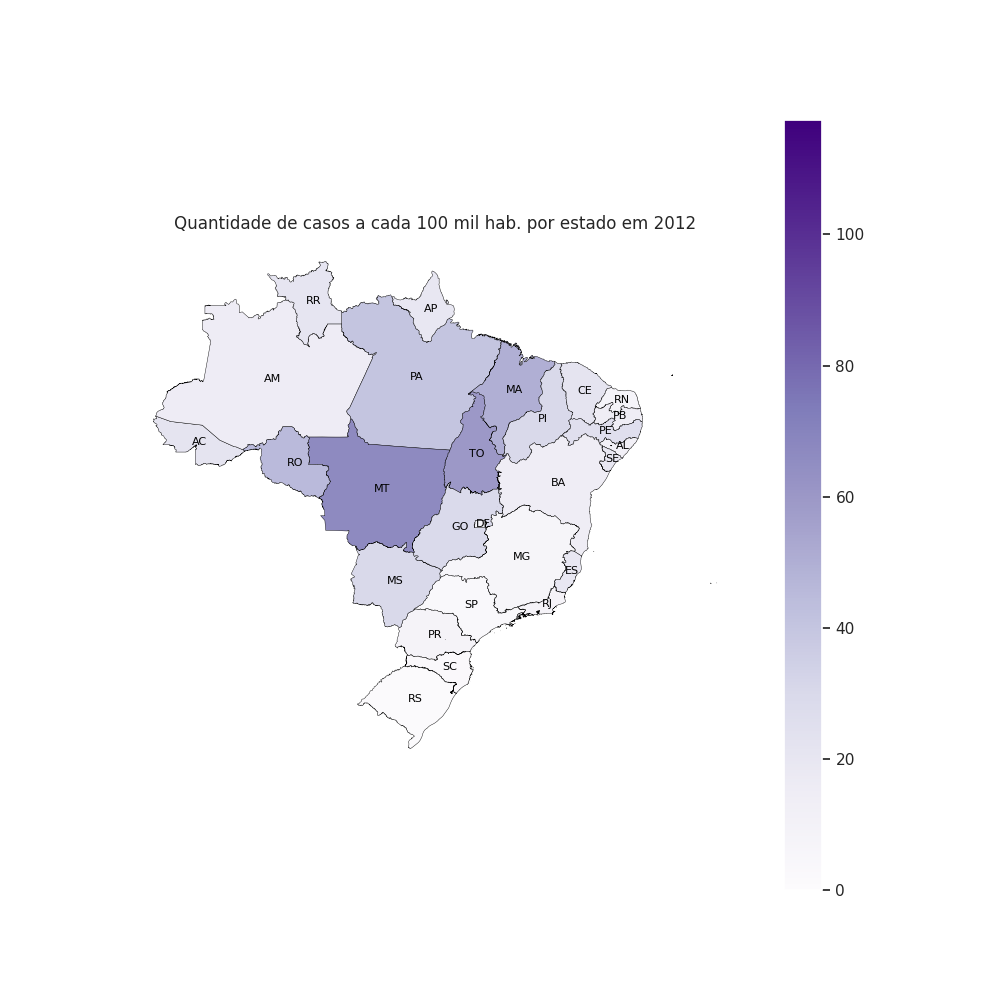 Quantidade de casos a cada 100 mil hab. por estado em 2012
RR
AP
AM
PA
MA
CE
RN
PB
PI
PE
AL
SE
AC
RO
TO
MT
BA
GO
DF
MG
MS
ES
SP
RJ
PR
SC
RS
100
80
60
40
20
0